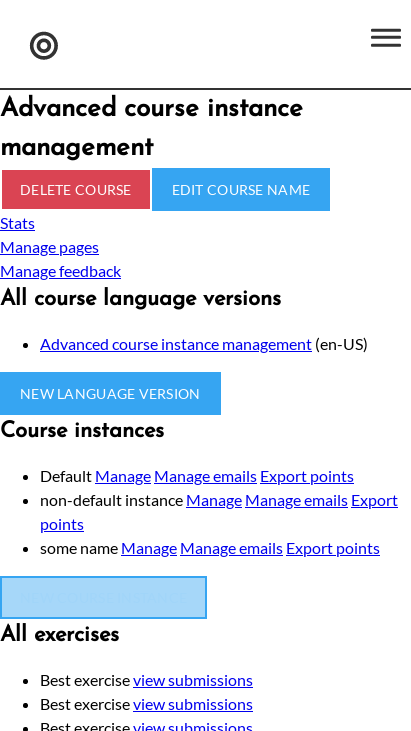 Advanced course instance
management
DELETE COURSE EDIT COURSE NAME
Stats
Manage pages
Manage feedback
All course language versions
Advanced course instance management (en-US)
NEW LANGUAGE VERSION
Course instances
Default Manage Manage emails Export points
non-default instance Manage Manage emails Export
points
some name Manage Manage emails Export points
All exercises
Best exercise view submissions
Best exercise view submissions
Best exercise view submissions